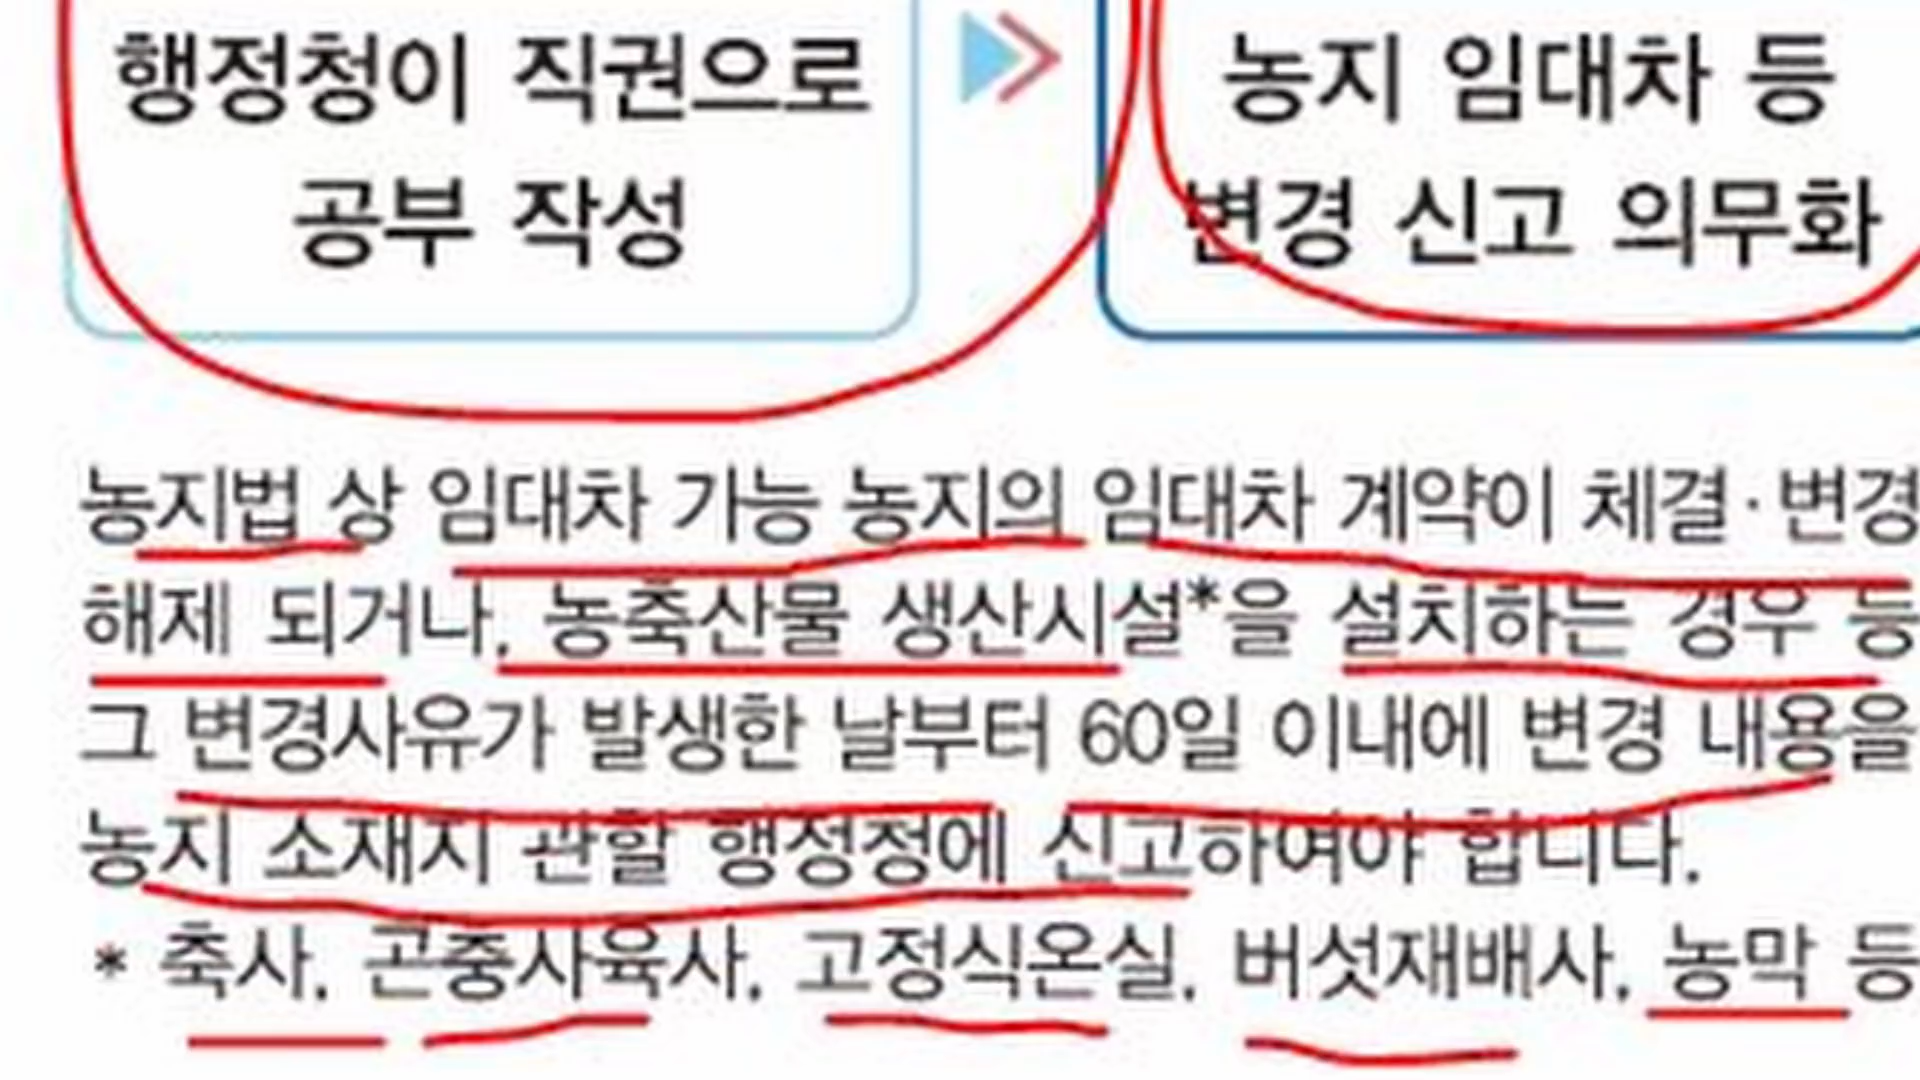 행정청이 직권으로
공부 작성
농지 임대차 등
변경 신고 의무화
농지법 상 임대차 가능 농지의 임대차 계약이 체결·변경
해제 되거나, 농축산물 생산시설*을 설치하는 경우 등
그 변경사유가 발생한 날부터 60일 이내에 변경 내용을
농지 소재지 관할 행정청에 신고하여야 합니다.
* 축사, 곤충사육사, 고정식온실, 버섯재배사, 농막 등